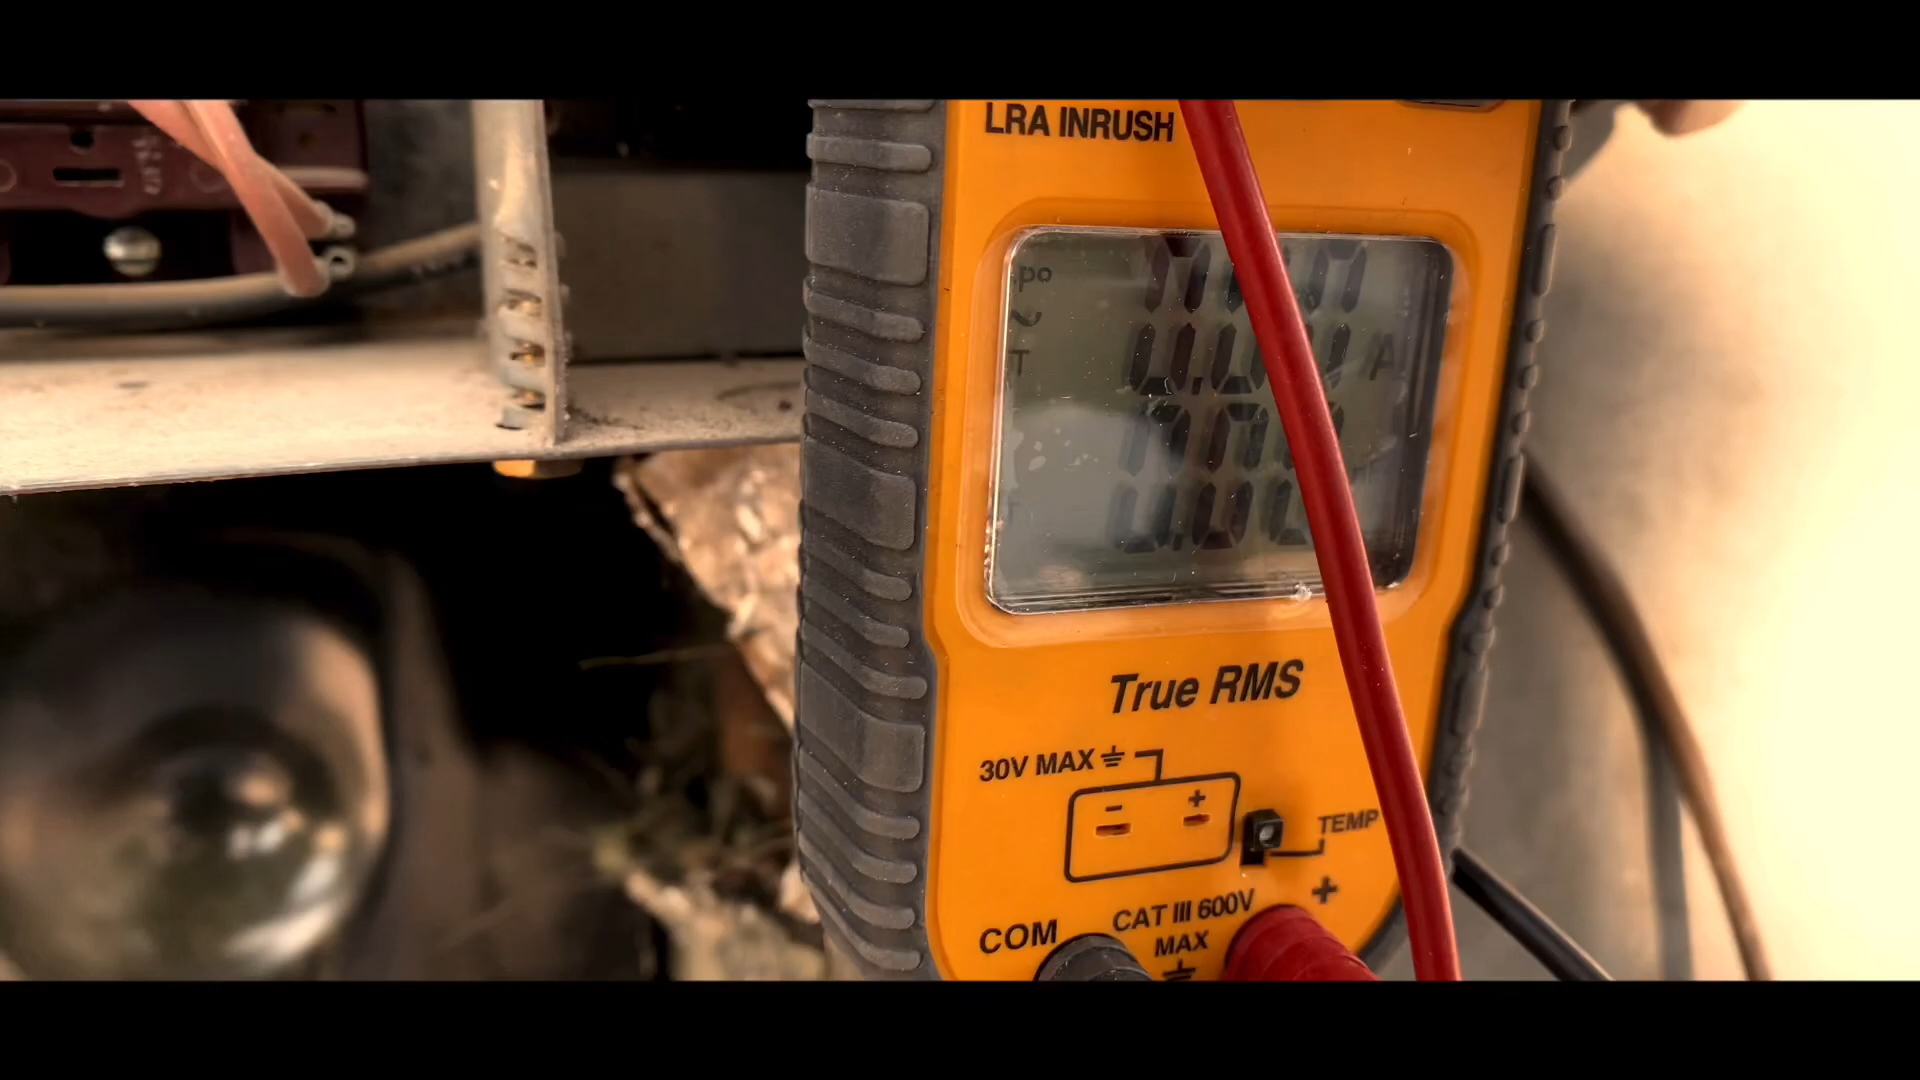 LRA INRUSH
A
True RMS
30V MAX
- +
TEMP
+
COM
CAT III 600V
MAX